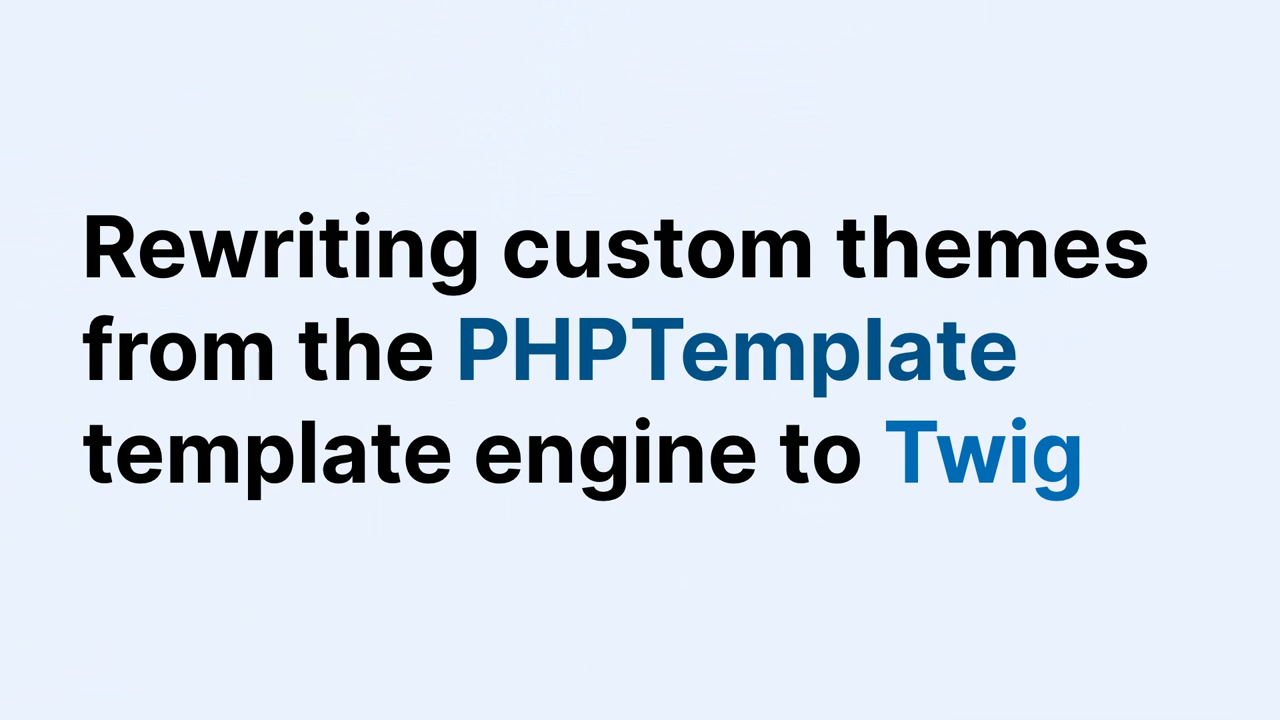 Rewriting custom themes
from the PHPTemplate
template engine to Twig